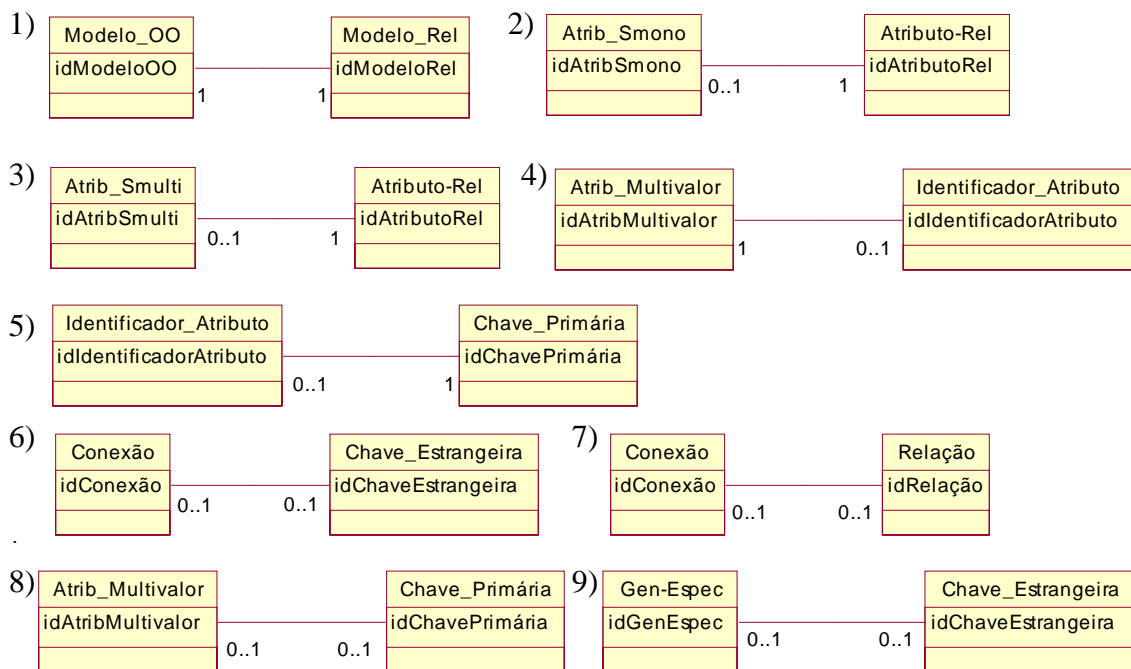 1)
Modelo_OO
idModeloOO
1
1
Modelo_Rel
idModeloRel
2)
Atrib_Smono
idAtribSmono
0..1
1
Atributo-Rel
idAtributoRel
3)
Atrib_Smulti
idAtribSmulti
0..1
1
Atributo-Rel
idAtributoRel
4)
Atrib_Multivalor
idAtribMultivalor
1
0..1
Identificador_Atributo
idIdentificadorAtributo
5)
Identificador_Atributo
idIdentificadorAtributo
0..1
1
Chave_Primária
idChavePrimária
6)
Conexão
idConexão
0..1
0..1
Chave_Estrangeira
idChaveEstrangeira
7)
Conexão
idConexão
0..1
0..1
Relação
idRelação
.
8)
Atrib_Multivalor
idAtribMultivalor
0..1
0..1
Chave_Primária
idChavePrimária
9)
Gen-Espec
idGenEspec
0..1
0..1
Chave_Estrangeira
idChaveEstrangeira